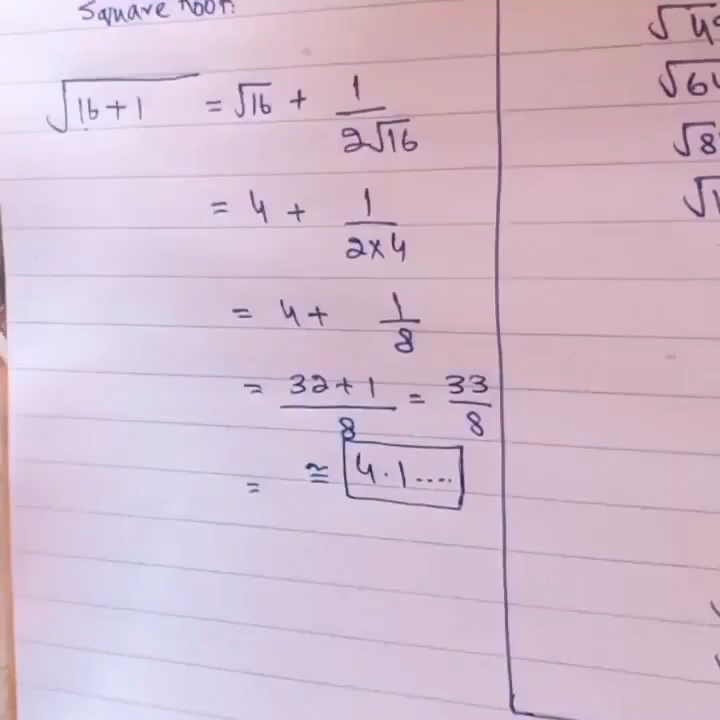 Square Root:
√16+1 = √16 + 1/2√16
= 4 + 1/2×4
= 4 + 1/8
= 32+1/8 = 33/8
= ≅ 4.1....
√64